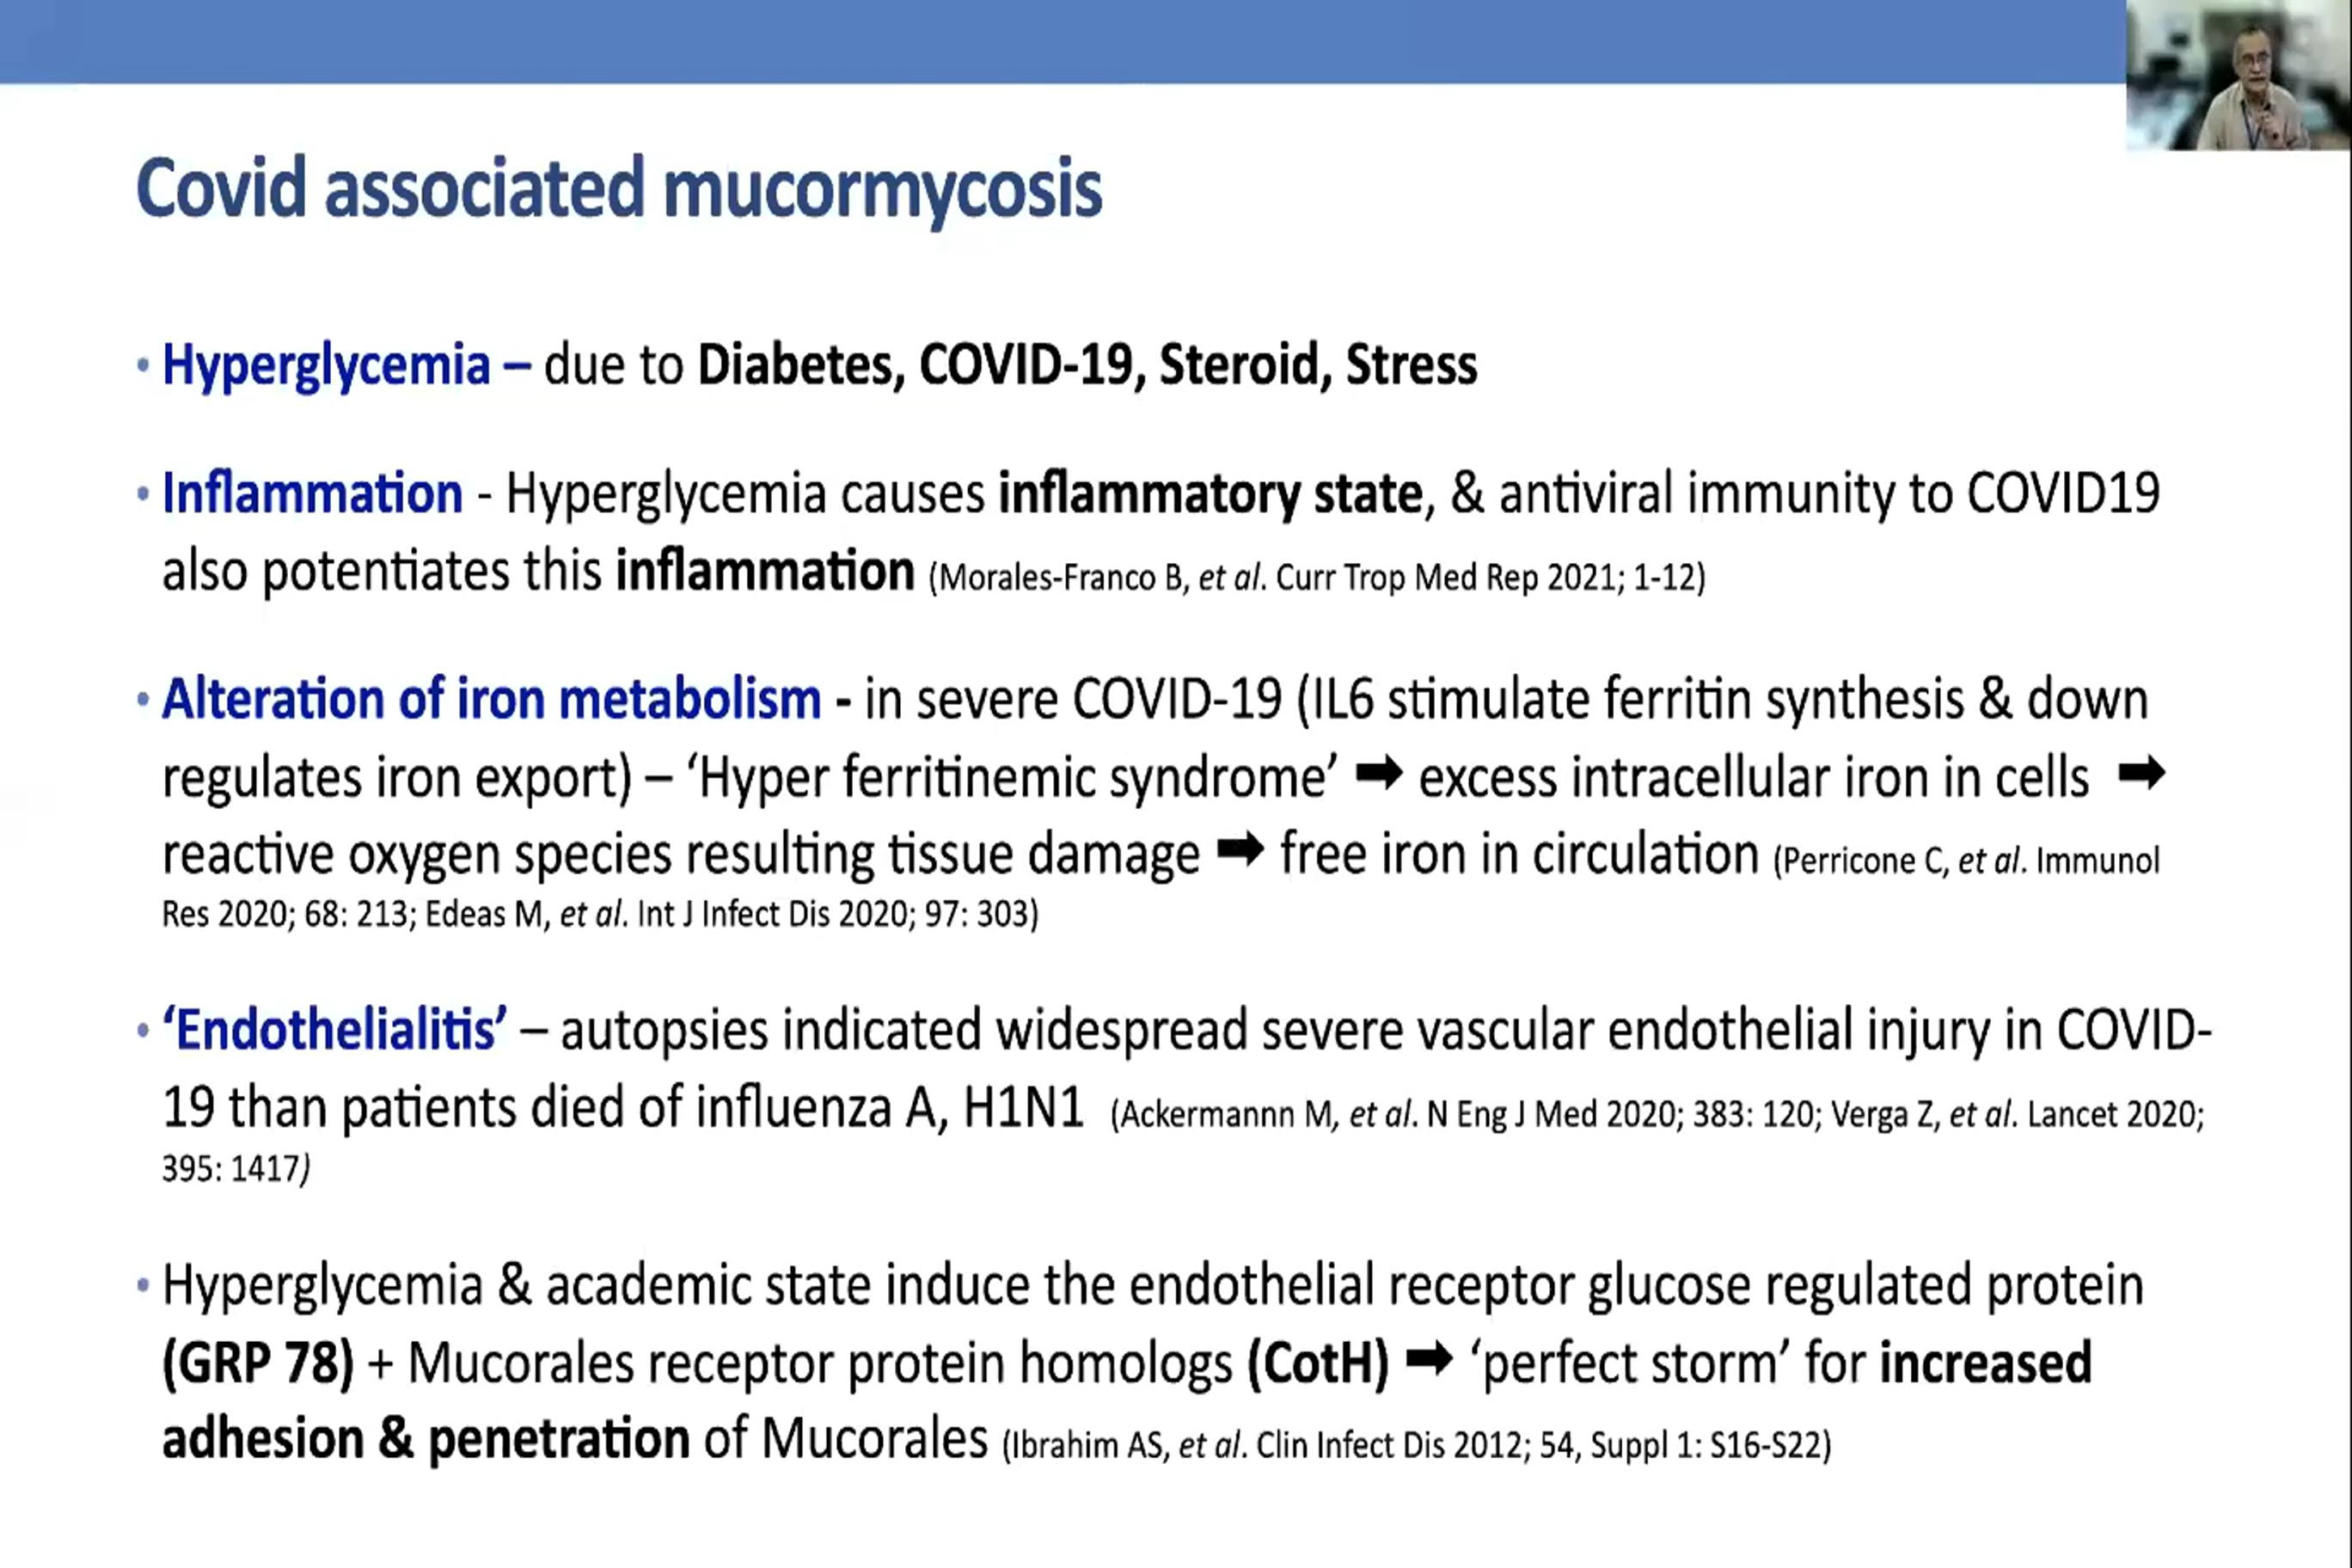 Covid associated mucormycosis
• Hyperglycemia – due to Diabetes, COVID-19, Steroid, Stress
• Inflammation - Hyperglycemia causes inflammatory state, & antiviral immunity to COVID19
also potentiates this inflammation (Morales-Franco B, et al. Curr Trop Med Rep 2021; 1-12)
• Alteration of iron metabolism - in severe COVID-19 (IL6 stimulate ferritin synthesis & down
regulates iron export) – ‘Hyper ferritinemic syndrome’ ➡ excess intracellular iron in cells ➡
reactive oxygen species resulting tissue damage ➡ free iron in circulation (Perricone C, et al. Immunol
Res 2020; 68: 213; Edeas M, et al. Int J Infect Dis 2020; 97: 303)
• ‘Endothelialitis’ – autopsies indicated widespread severe vascular endothelial injury in COVID-
19 than patients died of influenza A, H1N1 (Ackermannn M, et al. N Eng J Med 2020; 383: 120; Verga Z, et al. Lancet 2020;
395: 1417)
• Hyperglycemia & academic state induce the endothelial receptor glucose regulated protein
(GRP 78) + Mucorales receptor protein homologs (CotH) ➡ ‘perfect storm’ for increased
adhesion & penetration of Mucorales (Ibrahim AS, et al. Clin Infect Dis 2012; 54, Suppl 1: S16-S22)